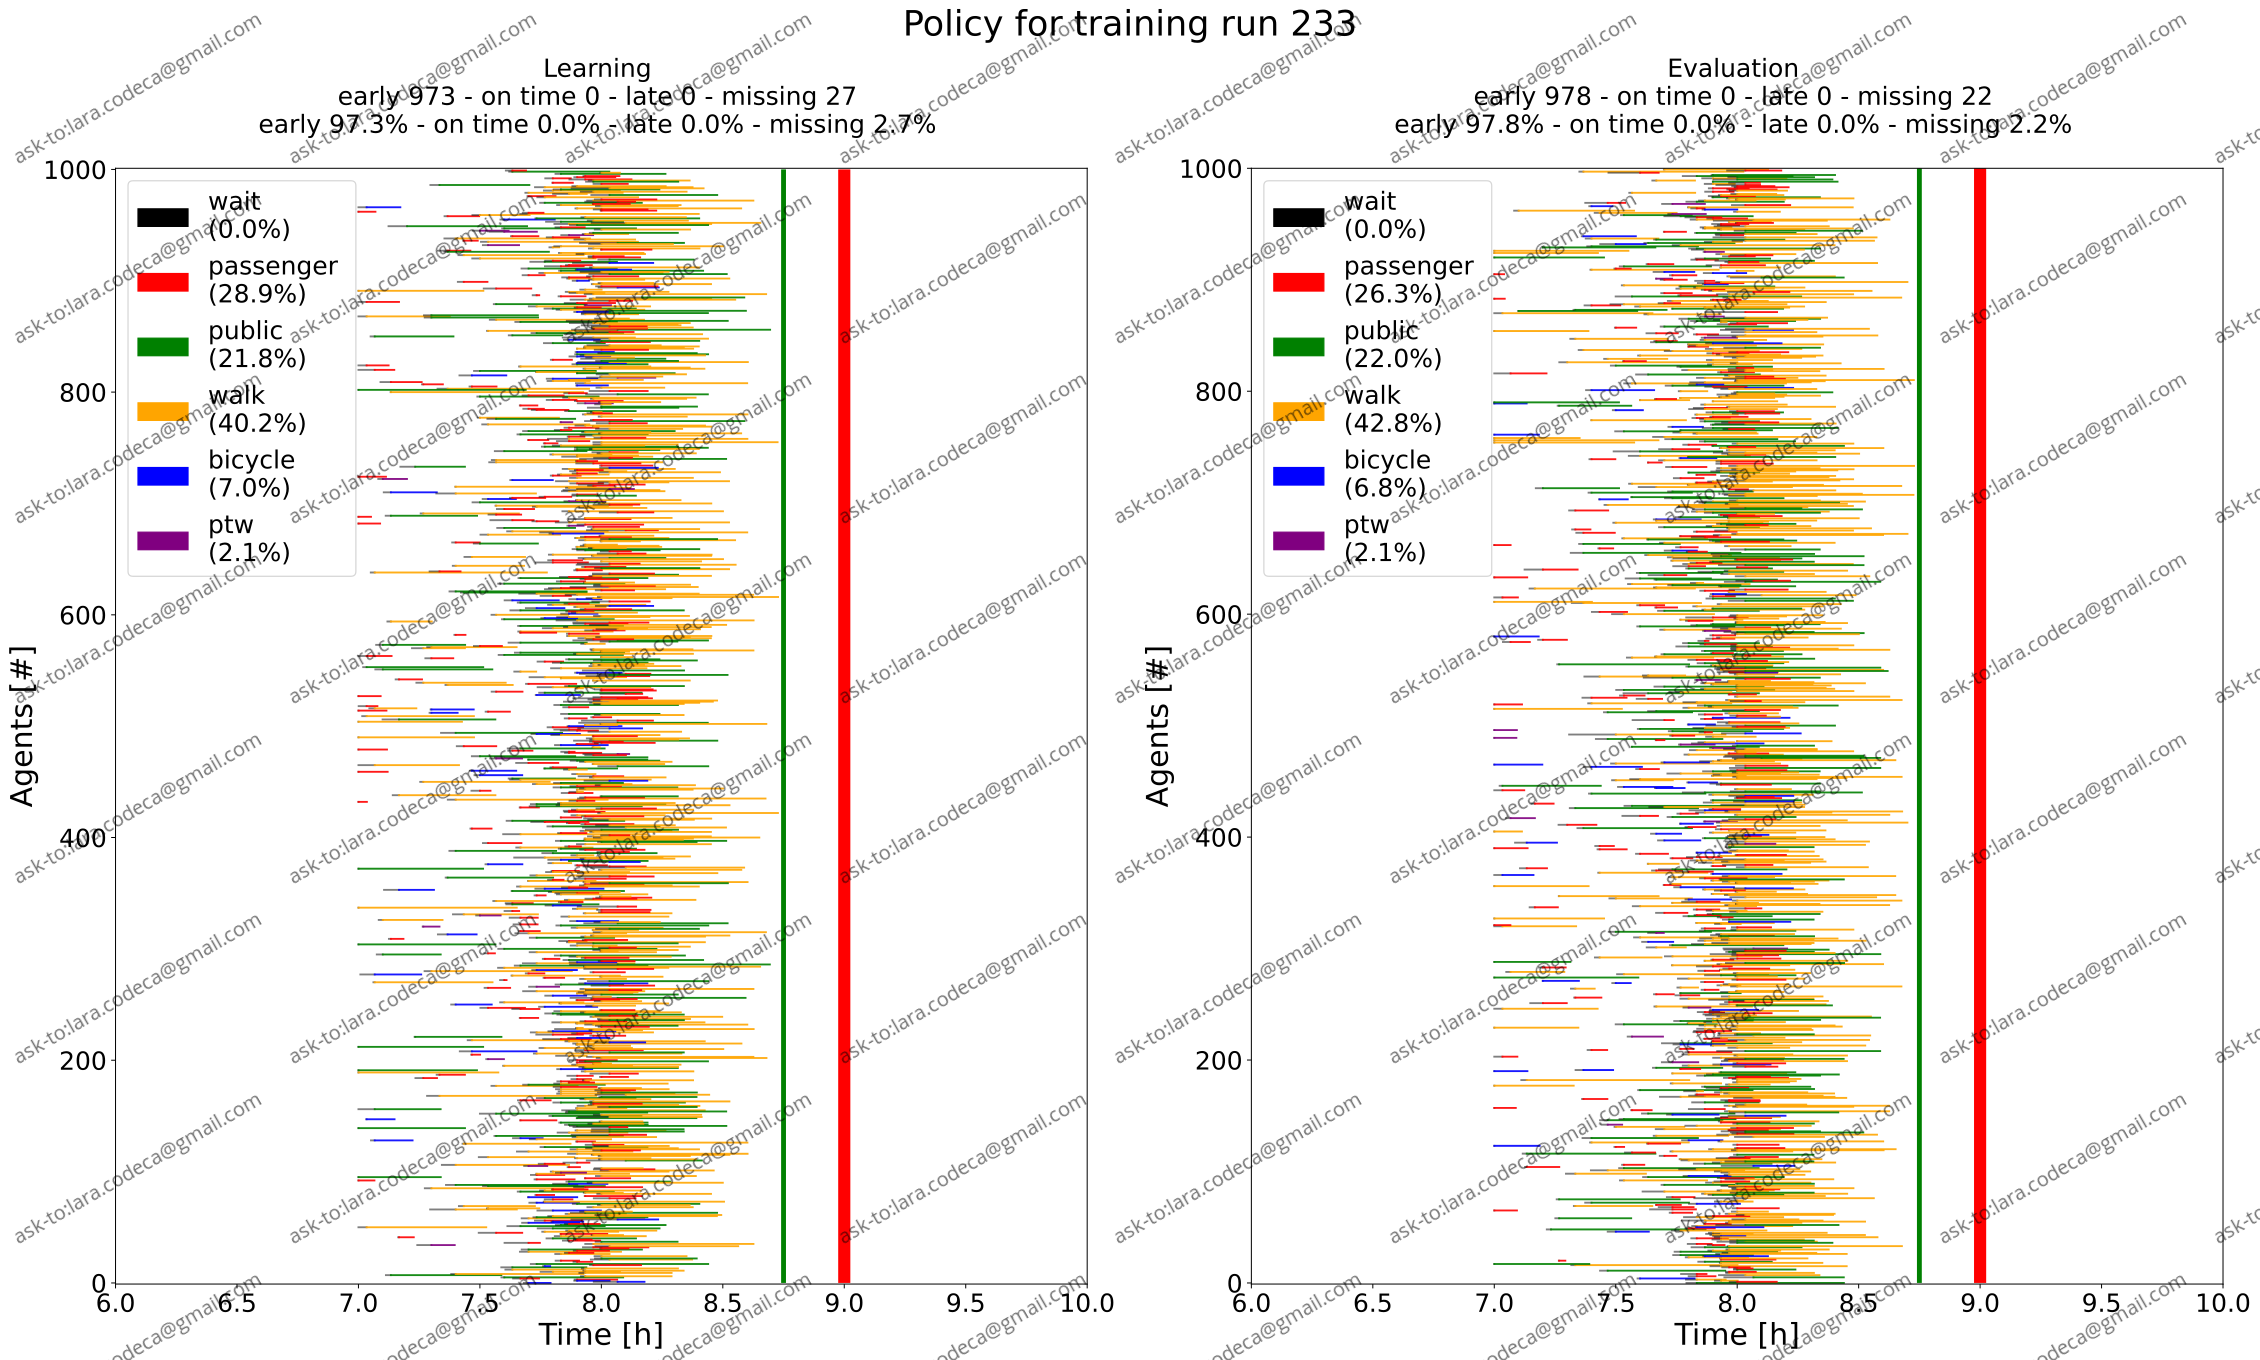 Policy for training run 233
Learning
early 973 - on time 0 - late 0 - missing 27
early 97.3% - on time 0.0% - late 0.0% - missing 2.7%
1000
800
600
400
200
0
Agents [#]
wait
(0.0%)
passenger
(28.9%)
public
(21.8%)
walk
(40.2%)
bicycle
(7.0%)
ptw
(2.1%)
6.0 6.5 7.0 7.5 8.0 8.5 9.0 9.5 10.0
Time [h]
Evaluation
early 978 - on time 0 - late 0 - missing 22
early 97.8% - on time 0.0% - late 0.0% - missing 2.2%
1000
800
600
400
200
0
Agents [#]
wait
(0.0%)
passenger
(26.3%)
public
(22.0%)
walk
(42.8%)
bicycle
(6.8%)
ptw
(2.1%)
6.0 6.5 7.0 7.5 8.0 8.5 9.0 9.5 10.0
Time [h]
ask-to:lara.codeca@gmail.com